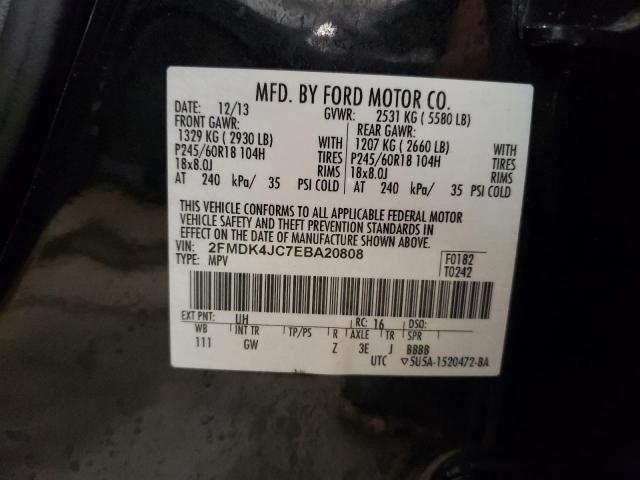 MFD. BY FORD MOTOR CO.
DATE: 12/13 GVWR: 2531 KG ( 5580 LB)
FRONT GAWR: REAR GAWR:
1329 KG ( 2930 LB) WITH 1207 KG ( 2660 LB) WITH
P245/60R18 104H TIRES P245/60R18 104H TIRES
18x8.0J RIMS 18x8.0J RIMS
AT 240 kPa/ 35 PSI COLD AT 240 kPa/ 35 PSI COLD
THIS VEHICLE CONFORMS TO ALL APPLICABLE FEDERAL MOTOR
VEHICLE SAFETY AND THEFT PREVENTION STANDARDS IN
EFFECT ON THE DATE OF MANUFACTURE SHOWN ABOVE.
VIN: 2FMDK4JC7EBA20808 F0182
TYPE: MPV T0242
EXT PNT: UH RC: 16 DSO:
WB INT TR TP/PS R AXLE TR SPR
111 GW Z 3E J BBBB
UTC ▽5U5A-1520472-BA